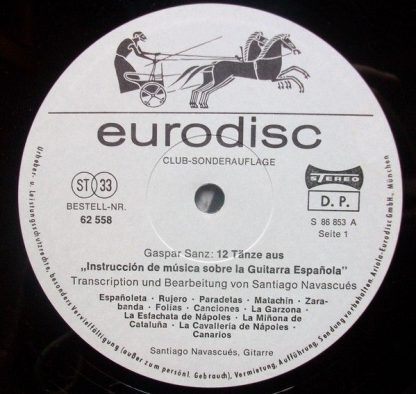 eurodisc
CLUB-SONDERAUFLAGE
ST 33
BESTELL-NR.
62 558
STEREO
D. P.
S 86 853 A
Seite 1
Gaspar Sanz: 12 Tänze aus
„Instrucción de música sobre la Guitarra Española"
Transcription und Bearbeitung von Santiago Navascués
Españoleta · Rujero · Paradetas · Matachin · Zara-
banda · Folias · Canciones · La Garzona ·
La Esfachata de Nápoles · La Miñona de
Cataluña · La Cavalleria de Nápoles ·
Canarios
Santiago Navascués, Gitarre
Urheber- u. Leistungsschutzrechte, besonders Vervielfältigung (außer zum persönl. Gebrauch), Vermietung, Aufführung, Sendung vorbehalten. Ariola-Eurodisc GmbH., München